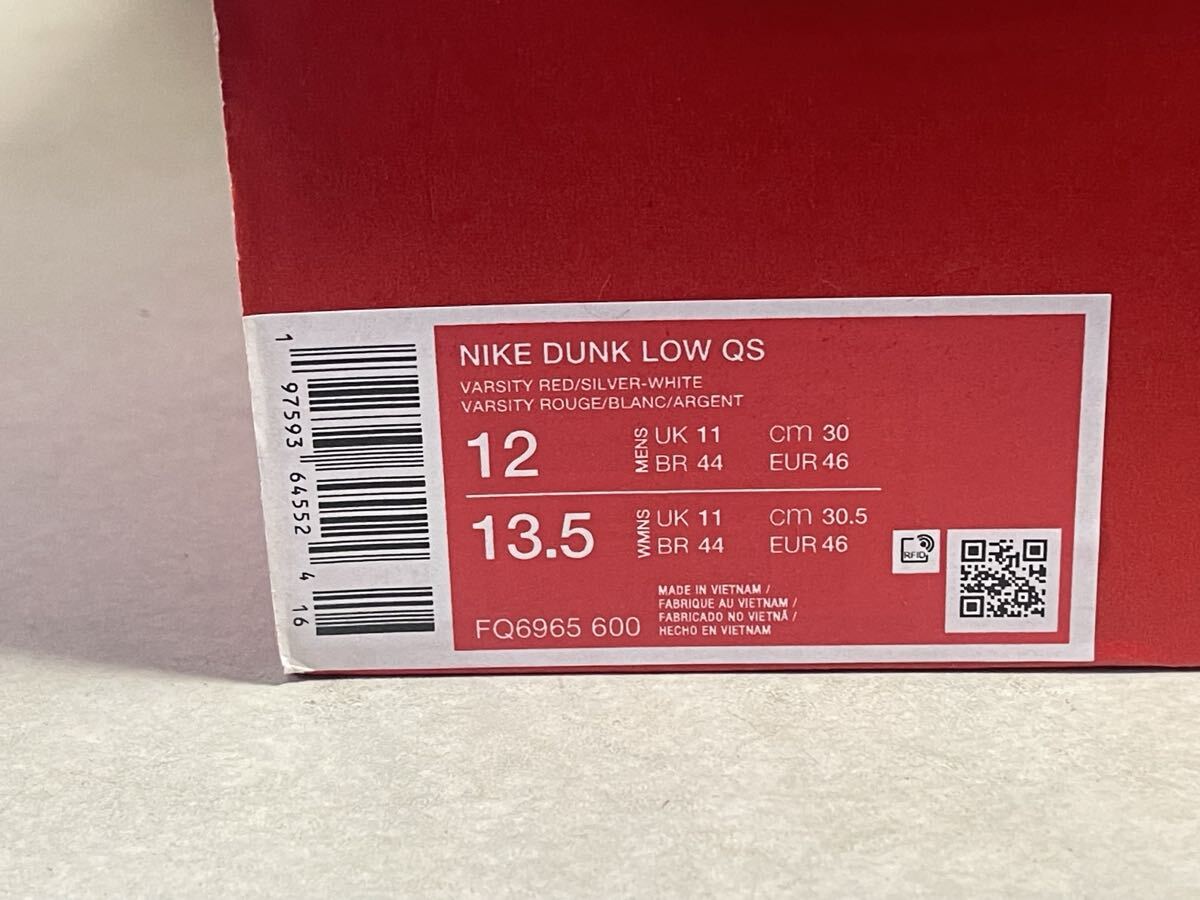 1 97593 64552 4 16
NIKE DUNK LOW QS
VARSITY RED/SILVER-WHITE
VARSITY ROUGE/BLANC/ARGENT
12 MENS UK 11 cm 30
BR 44 EUR 46
13.5 WMNS UK 11 cm 30.5
BR 44 EUR 46
MADE IN VIETNAM /
FABRIQUE AU VIETNAM /
FABRICADO NO VIETNÃ /
HECHO EN VIETNAM
FQ6965 600
RFID